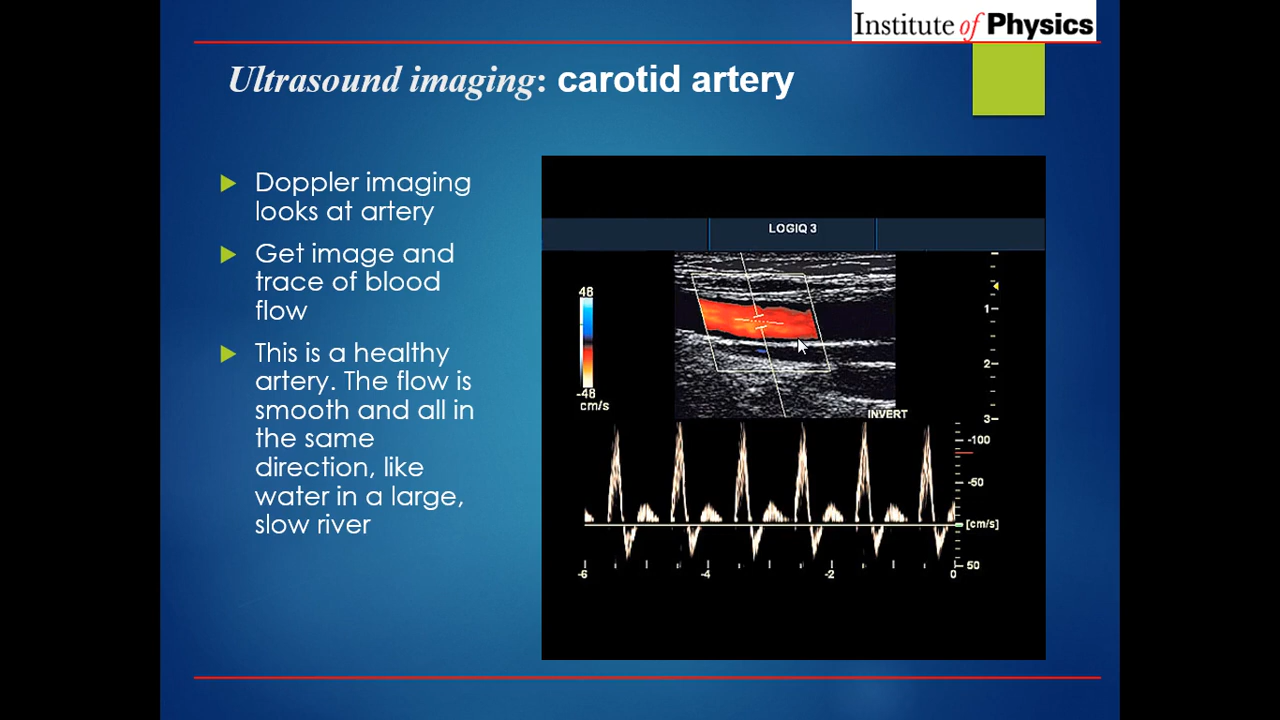 Institute of Physics
Ultrasound imaging: carotid artery
Doppler imaging
looks at artery
Get image and
trace of blood
flow
This is a healthy
artery. The flow is
smooth and all in
the same
direction, like
water in a large,
slow river
LOGIQ 3
48
-48
cm/s
1
2
3
INVERT
-100
-50
[cm/s]
50
-6
-4
-2
0